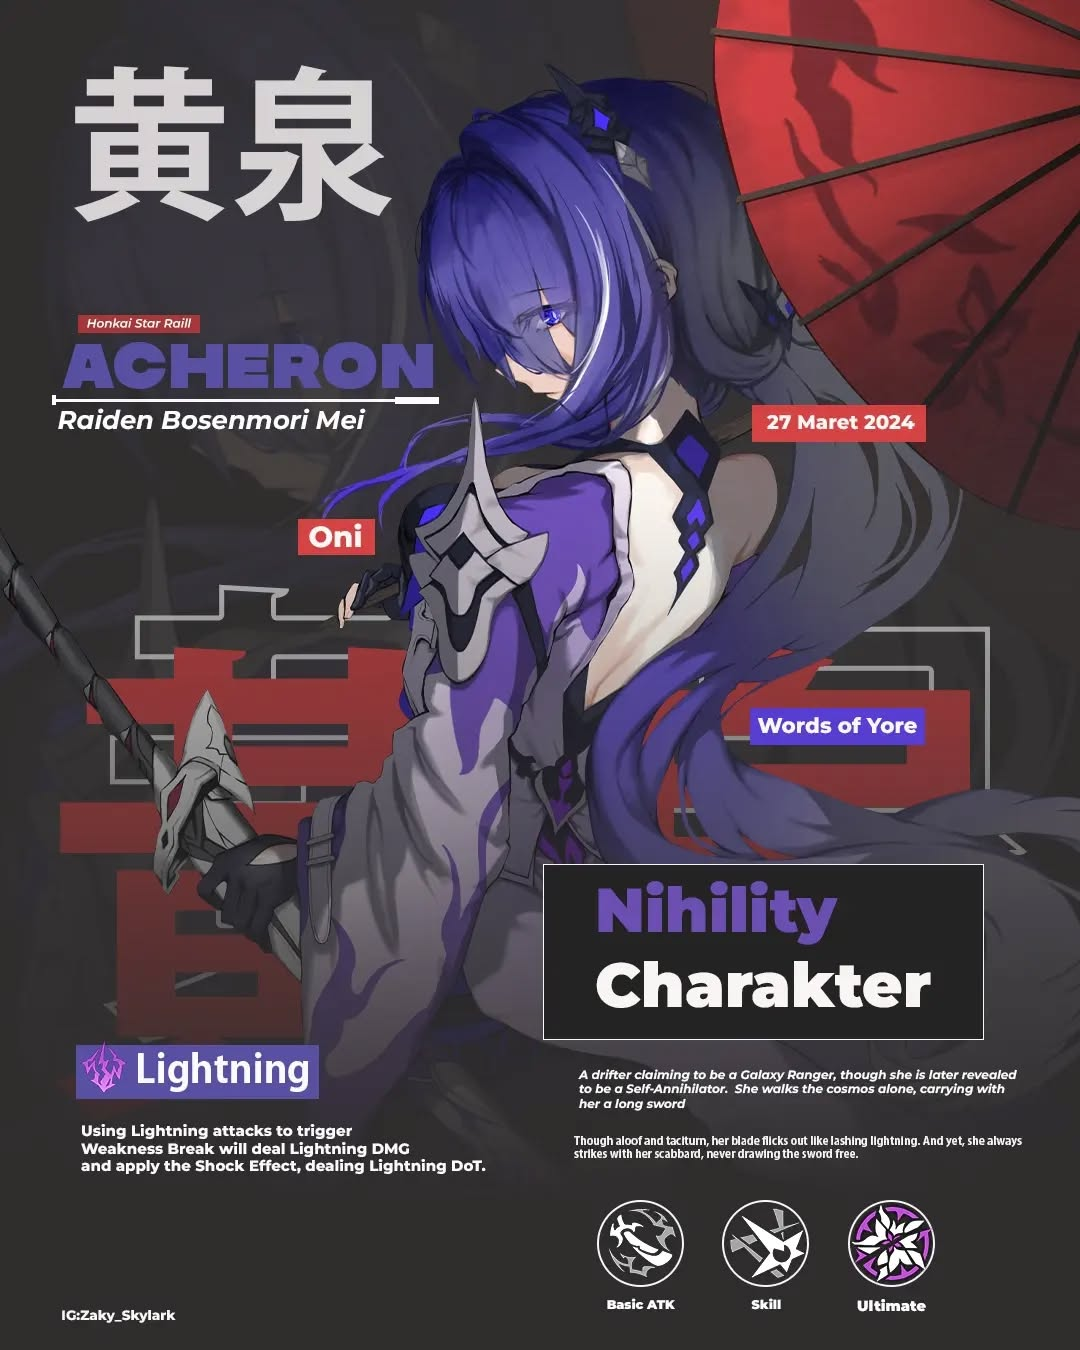 黄泉
Honkai Star Raill
ACHERON
Raiden Bosenmori Mei
27 Maret 2024
Oni
黄泉
Words of Yore
Nihility
Charakter
Lightning
Using Lightning attacks to trigger
Weakness Break will deal Lightning DMG
and apply the Shock Effect, dealing Lightning DoT.
A drifter claiming to be a Galaxy Ranger, though she is later revealed
to be a Self-Annihilator. She walks the cosmos alone, carrying with
her a long sword
Though aloof and taciturn, her blade flicks out like lashing lightning. And yet, she always
strikes with her scabbard, never drawing the sword free.
Basic ATK
Skill
Ultimate
IG:Zaky_Skylark